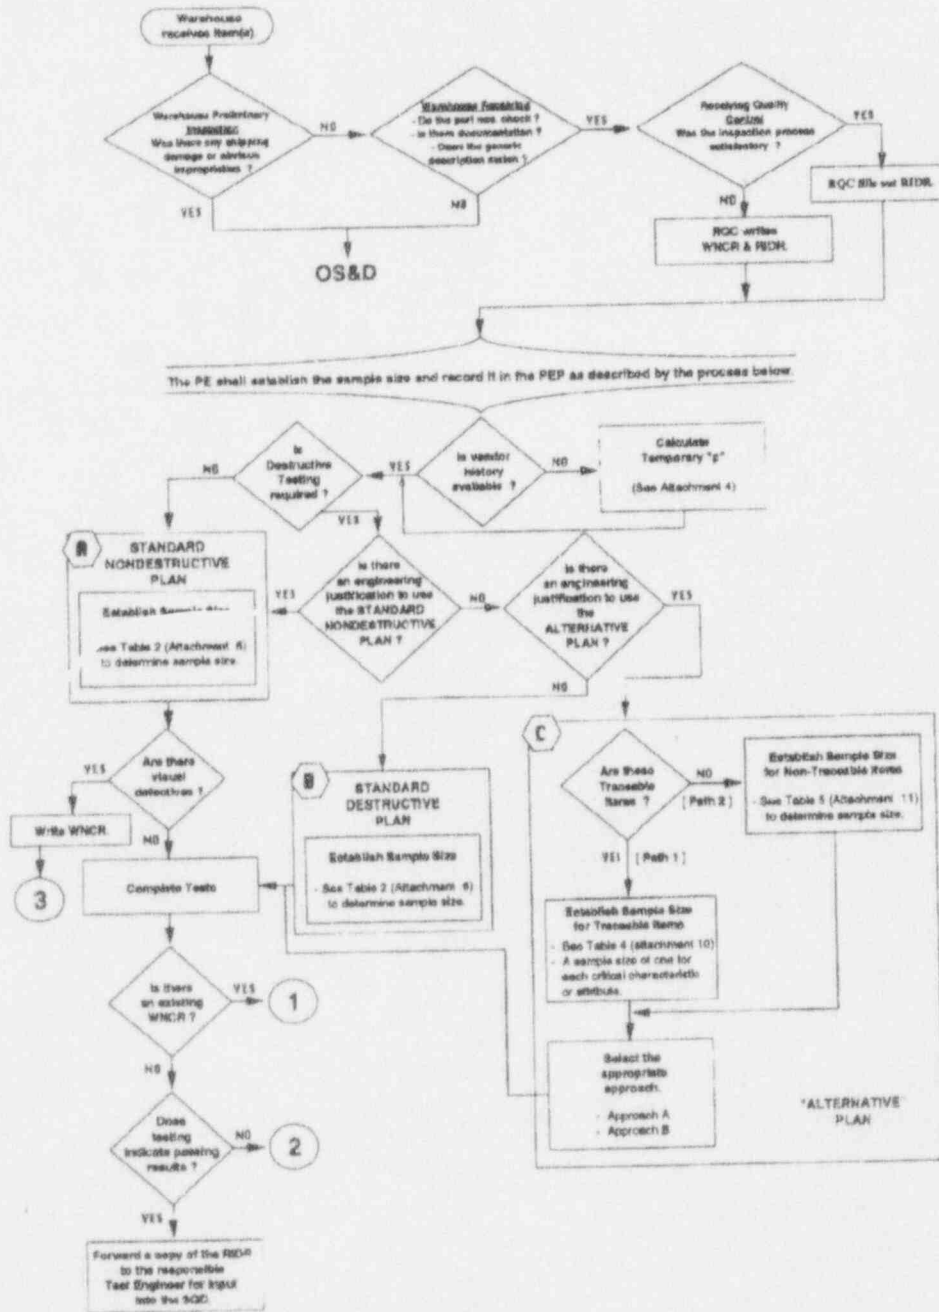 Warehouse
receives Item(s)
Warehouse Preliminary
Inspection
Was there any shipping
damage or obvious
improprieties ?
NO
YES
Warehouse Receiving
- Do the part nos. check ?
- Is there documentation ?
- Does the generic
description match ?
YES
NO
Receiving Quality
Control
Was the inspection process
satisfactory ?
YES
NO
RQC fills out RIDR.
RQC writes
WNCR & RIDR.
OS&D
The PE shall establish the sample size and record it in the PEP as described by the process below.
Is
Destructive
Testing
required ?
NO
YES
YES
Is vendor
history
available ?
NO
Calculate
Temporary "p"
(See Attachment 4)
A
STANDARD
NONDESTRUCTIVE
PLAN
Establish Sample Size
See Table 2 (Attachment 6)
to determine sample size.
YES
Is there
an engineering
justification to use
the STANDARD
NONDESTRUCTIVE
PLAN ?
NO
Is there
an engineering
justification to use
the
ALTERNATIVE
PLAN ?
YES
NO
Are there
visual
defectives ?
YES
NO
Write WNCR.
3
B
STANDARD
DESTRUCTIVE
PLAN
Establish Sample Size
- See Table 2 (Attachment 6)
to determine sample size.
C
Are these
Traceable
Items ?
NO
[ Path 2 ]
Establish Sample Size
for Non-Traceable Items
- See Table 5 (Attachment 11)
to determine sample size.
YES [ Path 1 ]
Establish Sample Size
for Traceable Items
- See Table 4 (attachment 10)
- A sample size of one for
each critical characteristic
or attribute.
Select the
appropriate
approach.
- Approach A
- Approach B
"ALTERNATIVE"
PLAN
Complete Tests
Is there
an existing
WNCR ?
YES
1
NO
Does
testing
indicate passing
results ?
NO
2
YES
Forward a copy of the RIDR
to the responsible
Test Engineer for input
into the